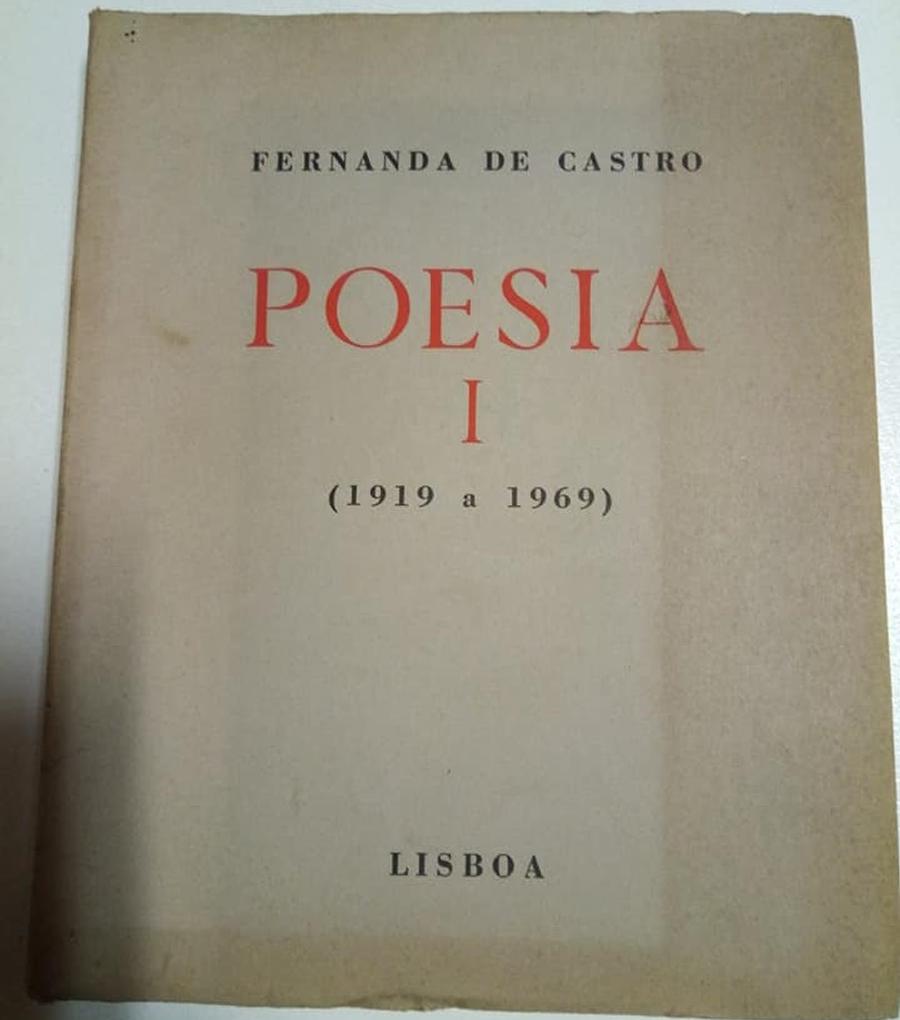 FERNANDA DE CASTRO
POESIA
I
(1919 a 1969)
LISBOA